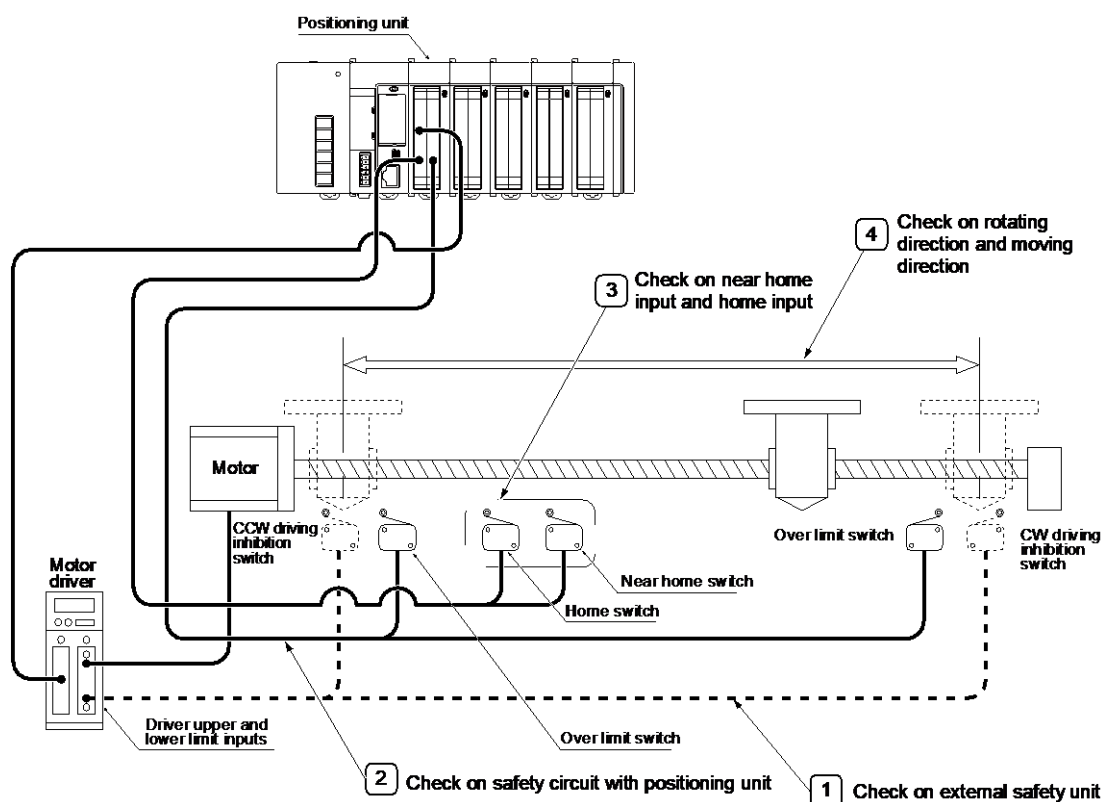 Positioning unit
4
Check on rotating
direction and moving
direction
3
Check on near home
input and home input
Motor
CCW driving
inhibition
switch
Over limit switch
CW driving
inhibition
switch
Near home switch
Home switch
Motor
driver
Driver upper and
lower limit inputs
Over limit switch
2
Check on safety circuit with positioning unit
1
Check on external safety unit